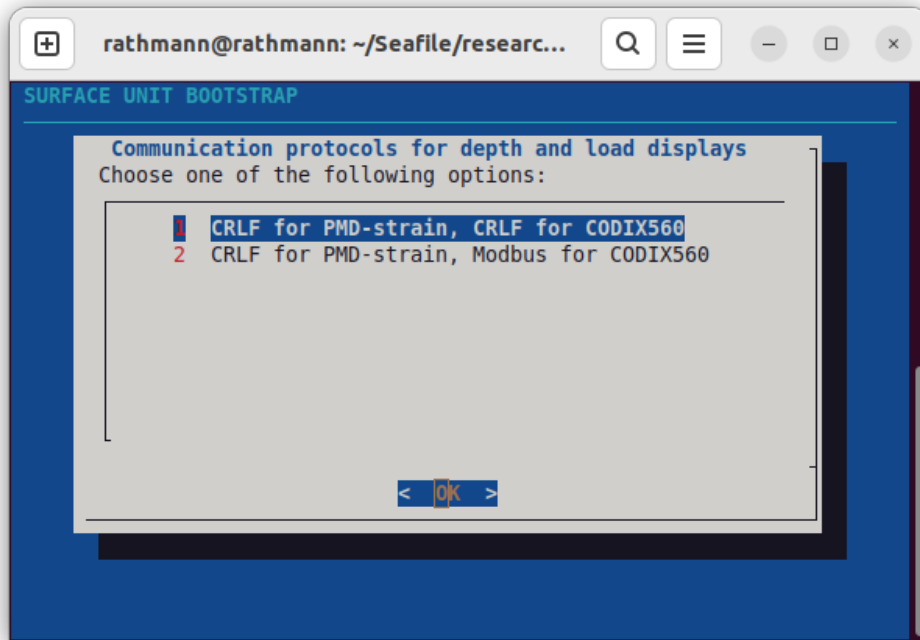 rathmann@rathmann: ~/Seafile/researc...
SURFACE UNIT BOOTSTRAP
Communication protocols for depth and load displays
Choose one of the following options:
1 CRLF for PMD-strain, CRLF for CODIX560
2 CRLF for PMD-strain, Modbus for CODIX560
< OK >